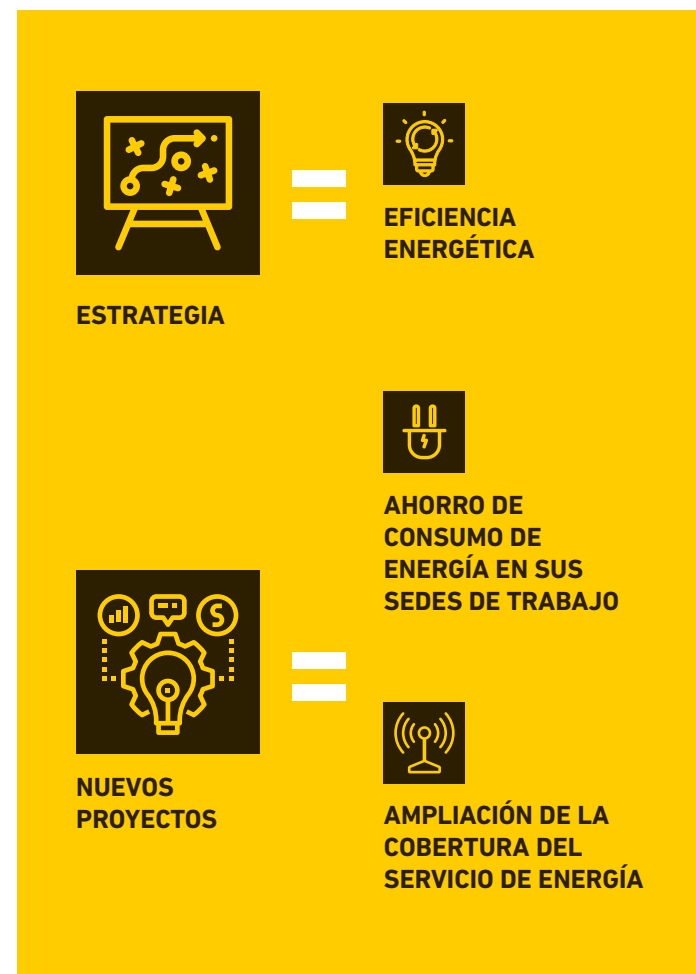 ESTRATEGIA
EFICIENCIA
ENERGÉTICA
NUEVOS
PROYECTOS
AHORRO DE
CONSUMO DE
ENERGÍA EN SUS
SEDES DE TRABAJO
AMPLIACIÓN DE LA
COBERTURA DEL
SERVICIO DE ENERGÍA